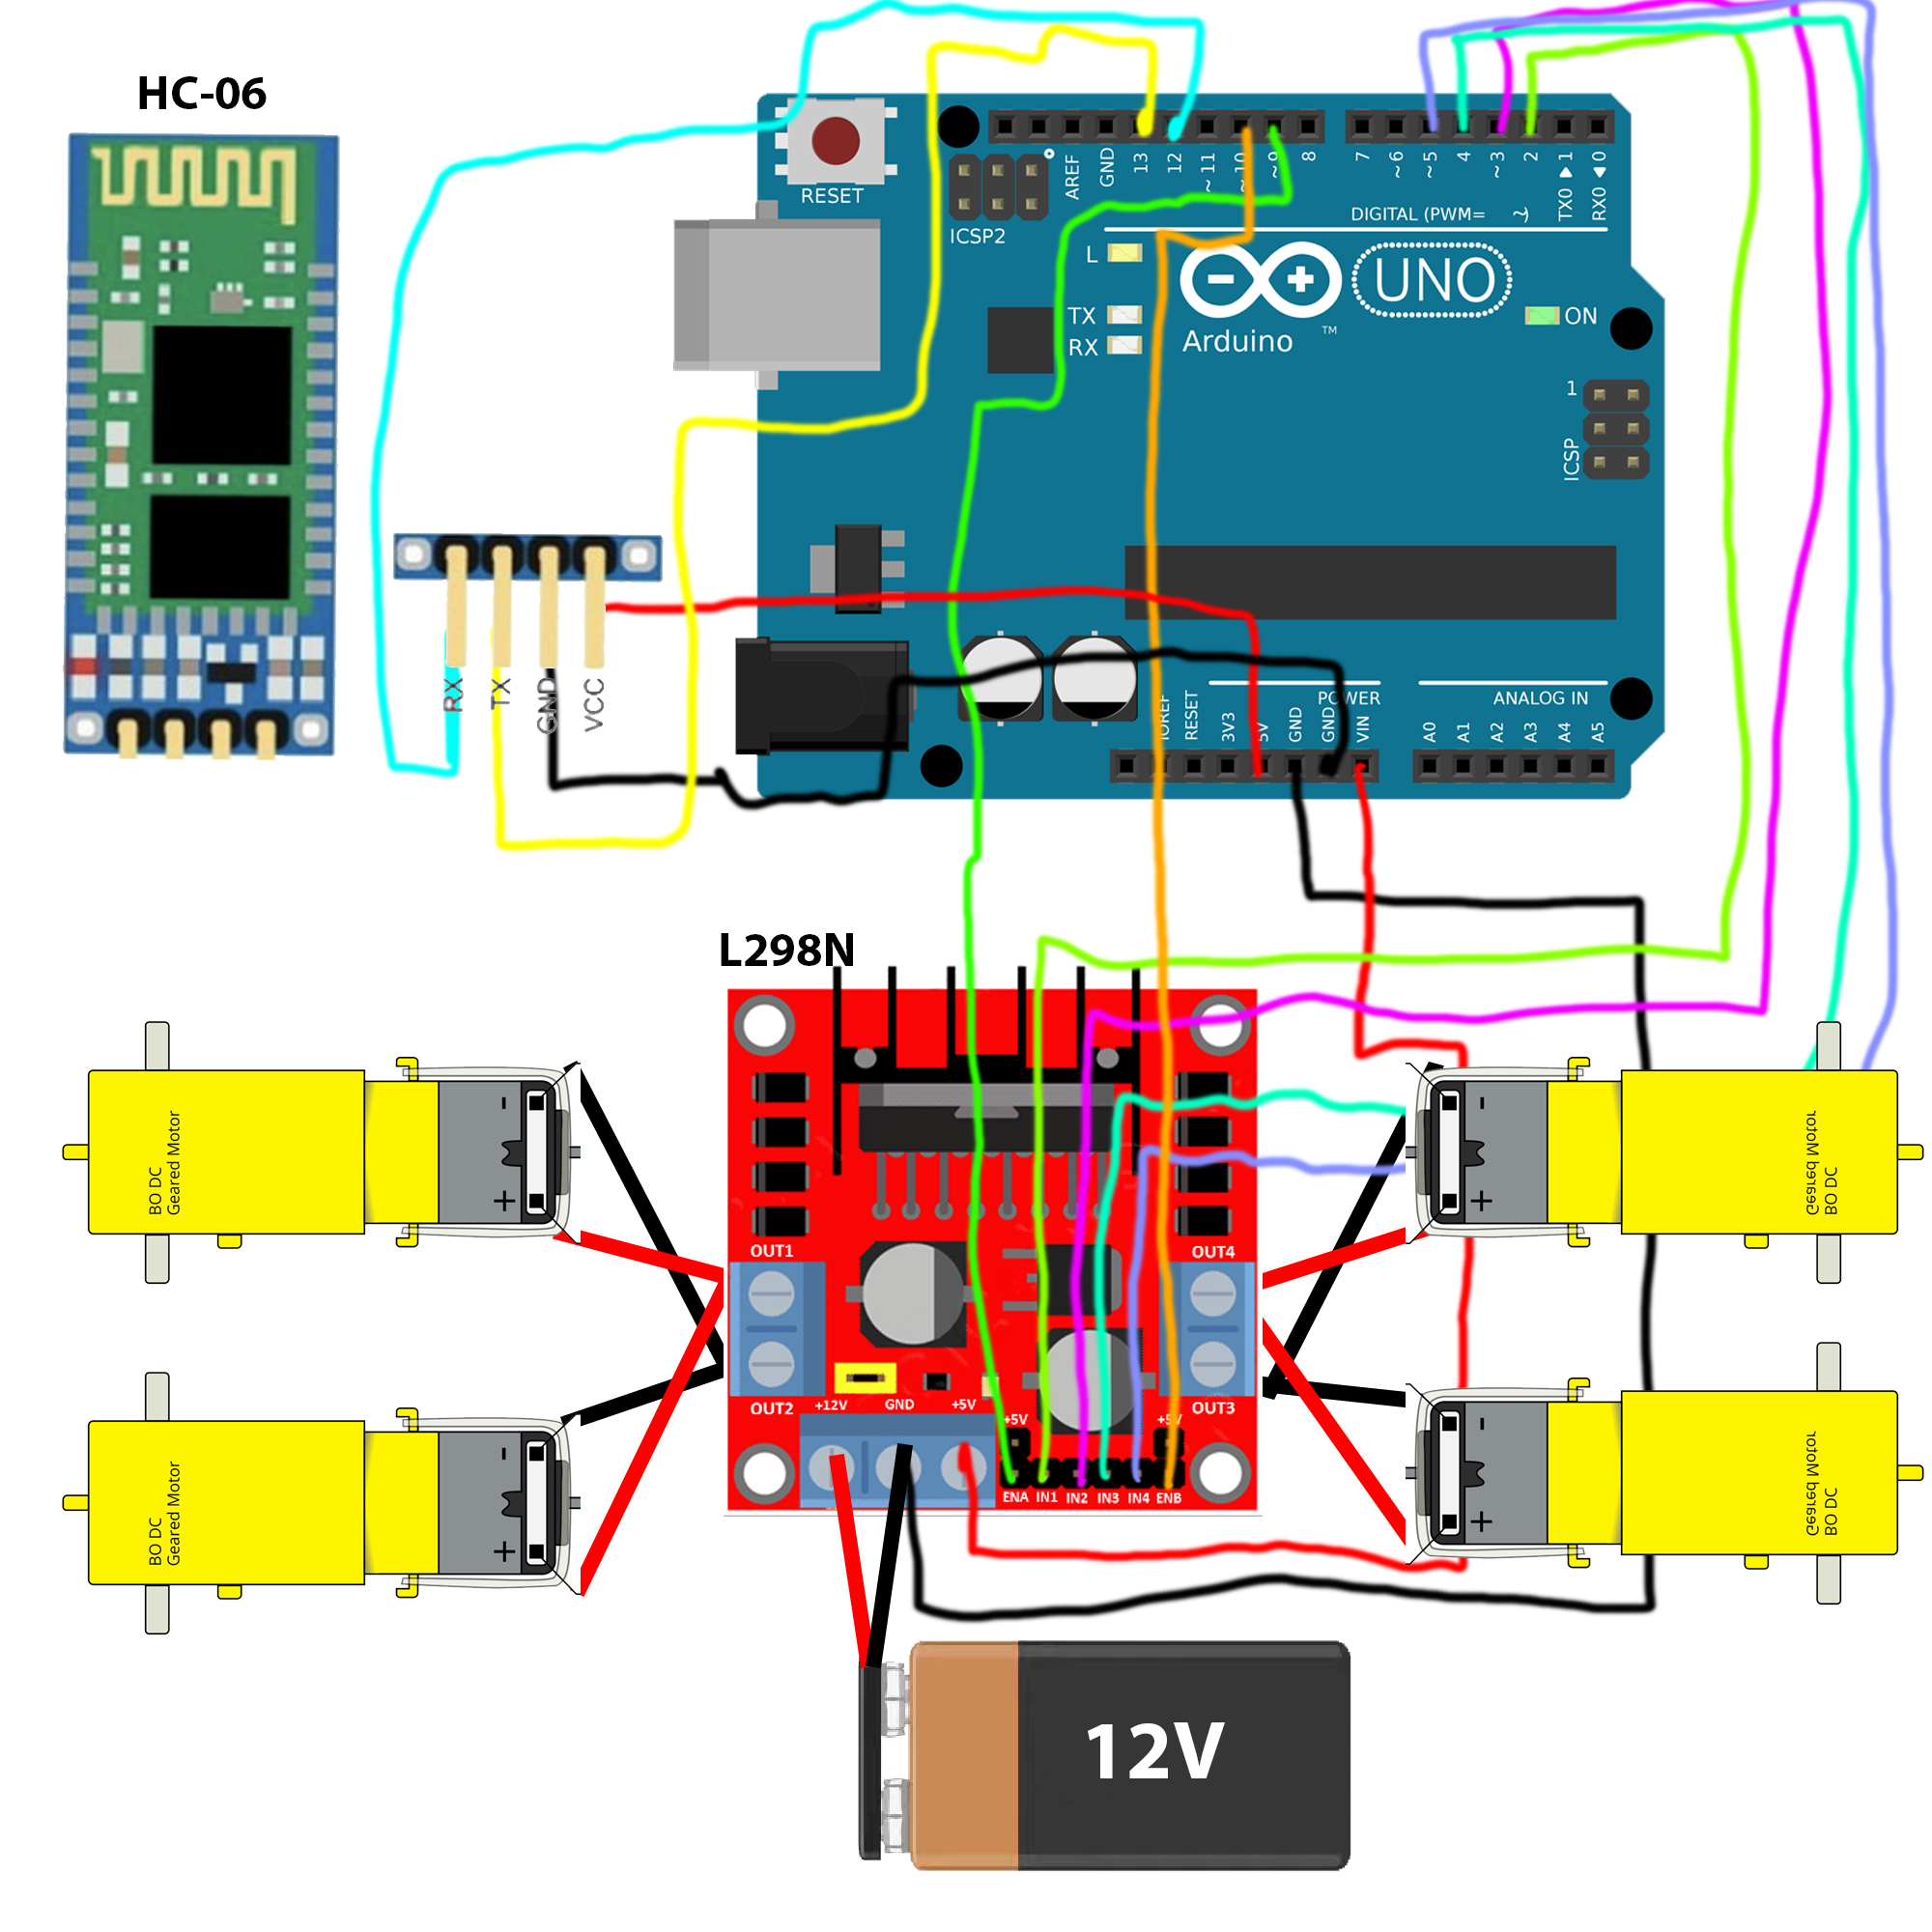 HC-06
RESET
ICSP2
AREF
GND
13
12
~11
~10
~9
8
7
~6
~5
4
~3
2
TX0 ▶ 1
RX0 ◀ 0
DIGITAL (PWM= ~)
L
TX
RX
Arduino
TM
UNO
ON
1
ICSP
RX
TX
GND
VCC
IOREF
RESET
3V3
5V
GND
GND
VIN
POWER
ANALOG IN
A0
A1
A2
A3
A4
A5
L298N
BO DC
Geared Motor
-
+
BO DC
Geared Motor
-
+
OUT1
OUT4
OUT2
+12V
GND
+5V
+5V
+5V
OUT3
ENA
IN1
IN2
IN3
IN4
ENB
BO DC
Geared Motor
-
+
BO DC
Geared Motor
-
+
12V